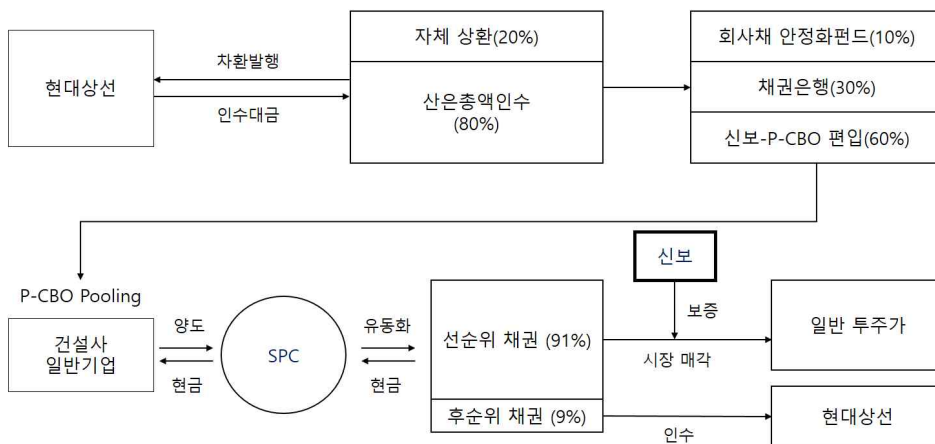 현대상선
차환발행
인수대금
자체 상환(20%)
산은총액인수
(80%)
회사채 안정화펀드(10%)
채권은행(30%)
신보-P-CBO 편입(60%)
신보
보증
P-CBO Pooling
건설사
일반기업
양도
현금
SPC
유동화
현금
선순위 채권 (91%)
후순위 채권 (9%)
시장 매각
인수
일반 투주가
현대상선